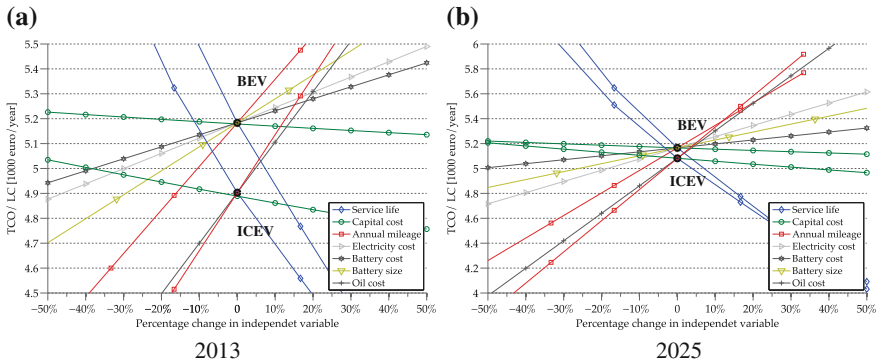 (a)
5.5
5.4
5.3
5.2
5.1
5
4.9
4.8
4.7
4.6
4.5
TCO/ LC [1000 euro/year]
BEV
ICEV
Service life
Capital cost
Annual mileage
Electricity cost
Battery cost
Battery size
Oil cost
−50% −40% −30% −20% −10% 0 10% 20% 30% 40% 50%
Percentage change in independet variable
2013
(b)
6
5.8
5.6
5.4
5.2
5
4.8
4.6
4.4
4.2
4
TCO/ LC [1000 euro/year]
BEV
ICEV
Service life
Capital cost
Annual mileage
Electricity cost
Battery cost
Battery size
Oil cost
−50% −40% −30% −20% −10% 0 10% 20% 30% 40% 50%
Percentage change in independet variable
2025